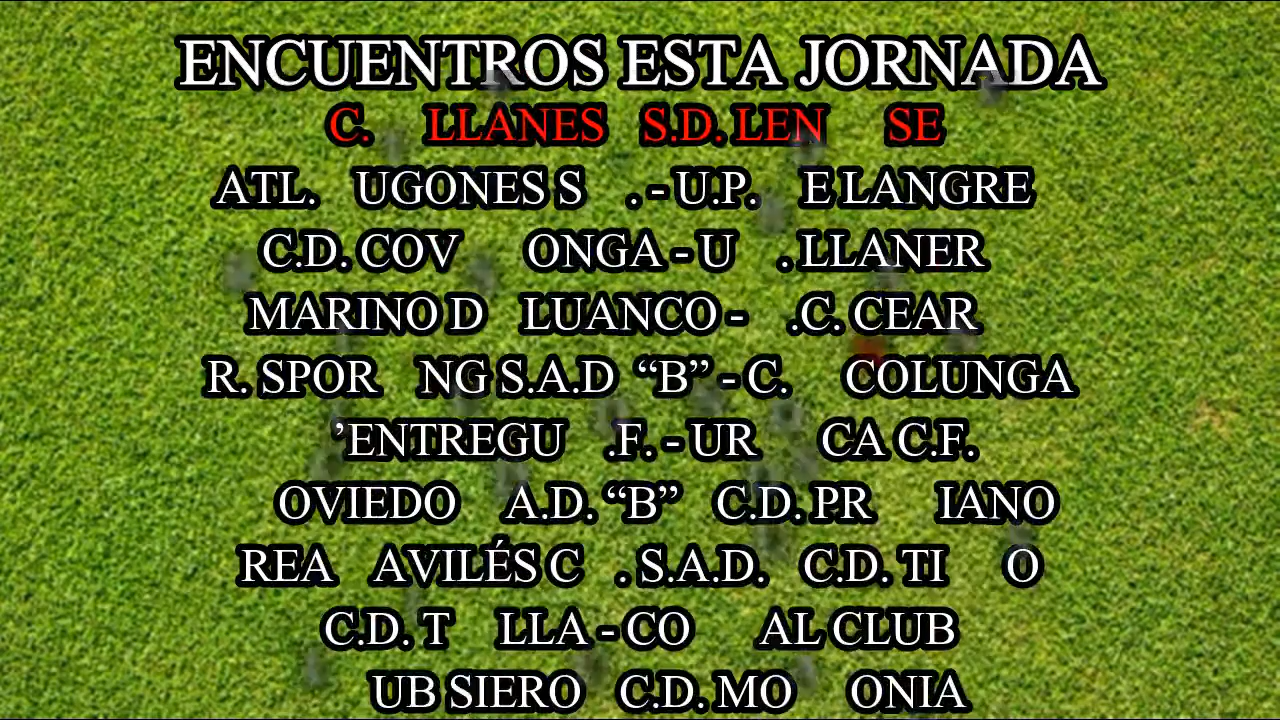 ENCUENTROS ESTA JORNADA
C. LLANES S.D. LEN SE
ATL. UGONES S . - U.P. E LANGRE
C.D. COV ONGA - U . LLANER
MARINO D LUANCO - .C. CEAR
R. SPOR NG S.A.D “B” - C. COLUNGA
’ENTREGU .F. - UR CA C.F.
OVIEDO A.D. “B” C.D. PR IANO
REA AVILÉS C . S.A.D. C.D. TI O
C.D. T LLA - CO AL CLUB
UB SIERO C.D. MO ONIA